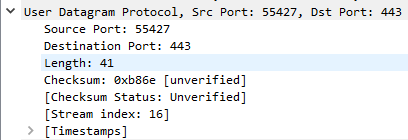 User Datagram Protocol, Src Port: 55427, Dst Port: 443
Source Port: 55427
Destination Port: 443
Length: 41
Checksum: 0xb86e [unverified]
[Checksum Status: Unverified]
[Stream index: 16]
[Timestamps]